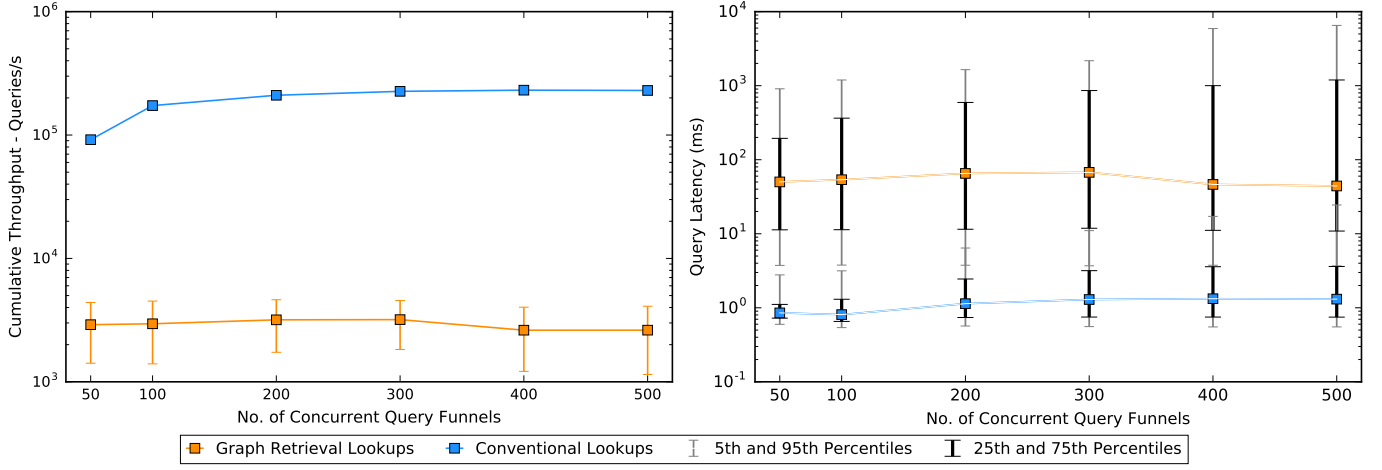 Cumulative Throughput - Queries/s
10^6
10^5
10^4
10^3
50 100 200 300 400 500
No. of Concurrent Query Funnels
Query Latency (ms)
10^4
10^3
10^2
10^1
10^0
10^-1
50 100 200 300 400 500
No. of Concurrent Query Funnels
Graph Retrieval Lookups Conventional Lookups 5th and 95th Percentiles 25th and 75th Percentiles